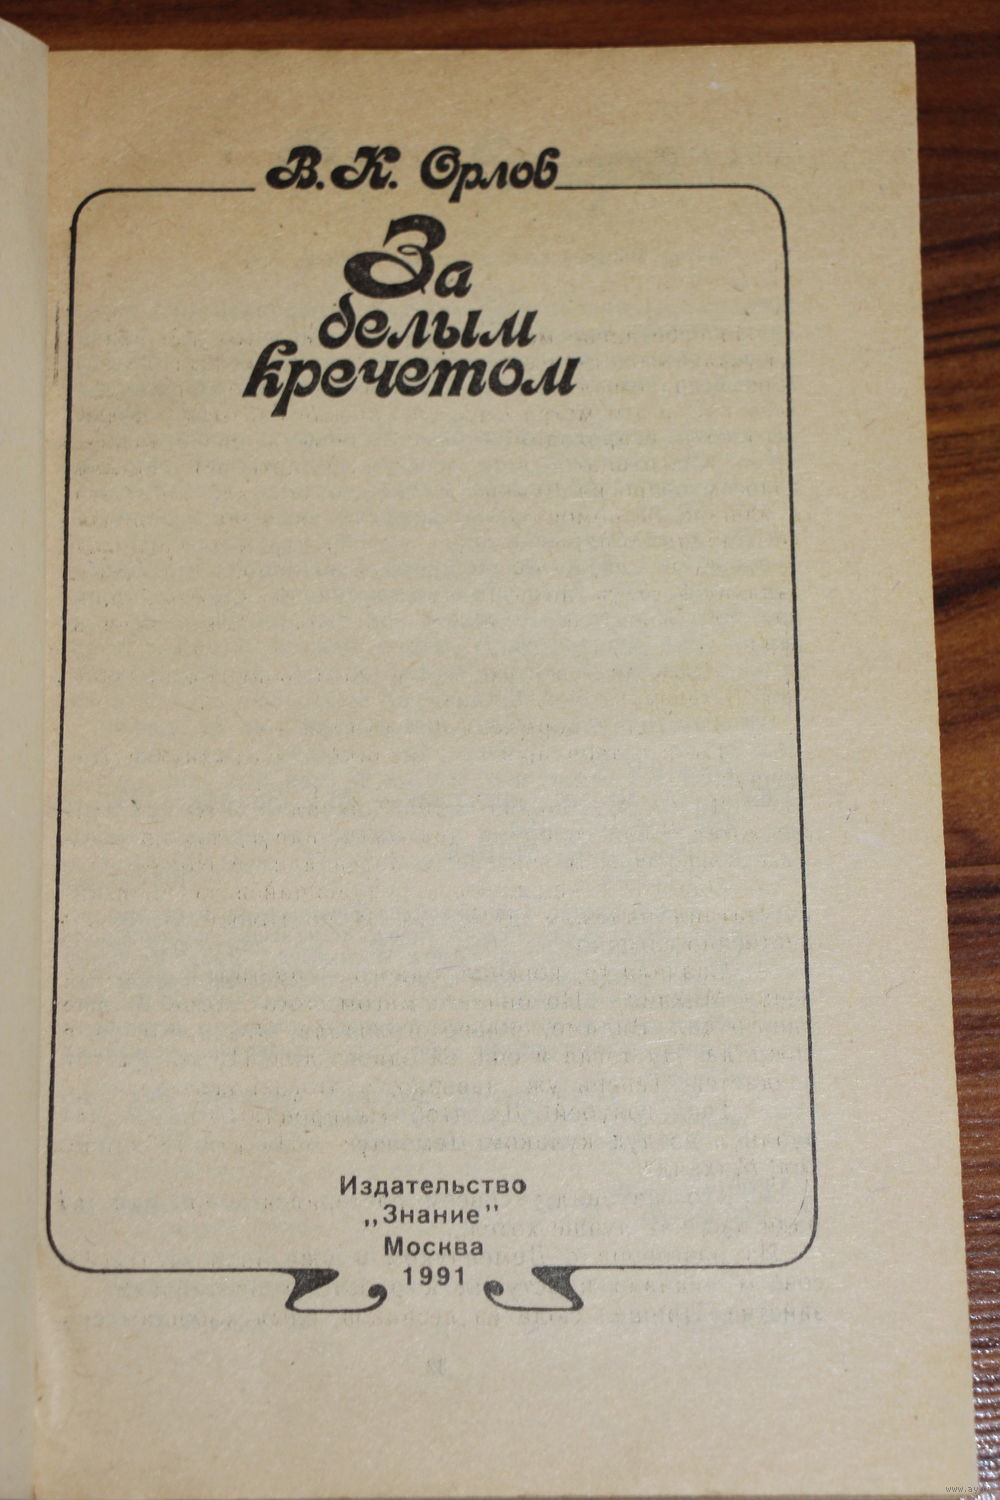 В. К. Орлов
За
белым
кречетом
Издательство
„Знание"
Москва
1991